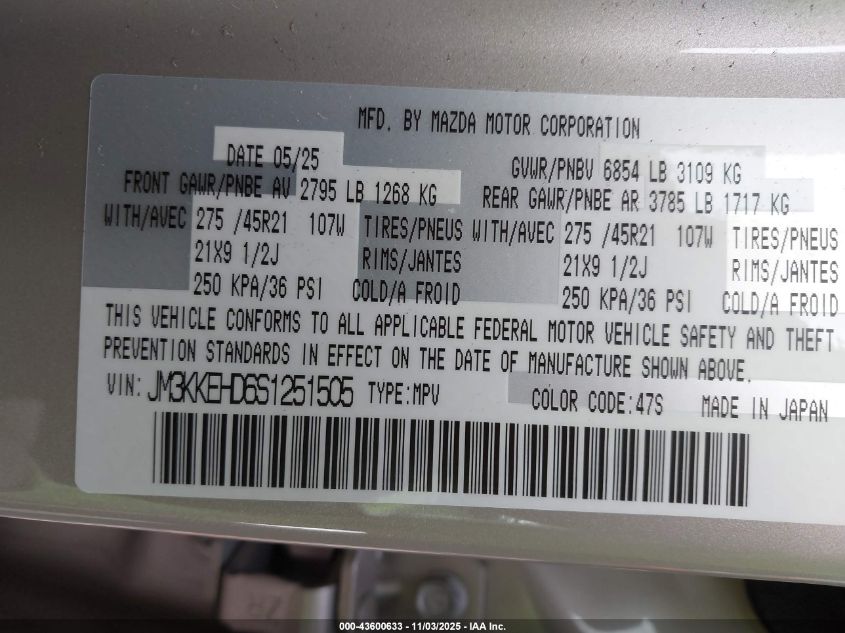 MFD. BY MAZDA MOTOR CORPORATION
DATE 05/25
GVWR/PNBV 6854 LB 3109 KG
FRONT GAWR/PNBE AV 2795 LB 1268 KG
REAR GAWR/PNBE AR 3785 LB 1717 KG
WITH/AVEC 275 /45R21 107W TIRES/PNEUS WITH/AVEC 275 /45R21 107W TIRES/PNEUS
21X9 1/2J RIMS/JANTES 21X9 1/2J RIMS/JANTES
250 KPA/36 PSI COLD/A FROID 250 KPA/36 PSI COLD/A FROID
THIS VEHICLE CONFORMS TO ALL APPLICABLE FEDERAL MOTOR VEHICLE SAFETY AND THEFT
PREVENTION STANDARDS IN EFFECT ON THE DATE OF MANUFACTURE SHOWN ABOVE.
VIN: JM3KKEHD6S1251505 TYPE:MPV COLOR CODE:47S MADE IN JAPAN
000-43600633 - 11/03/2025 - IAA Inc.